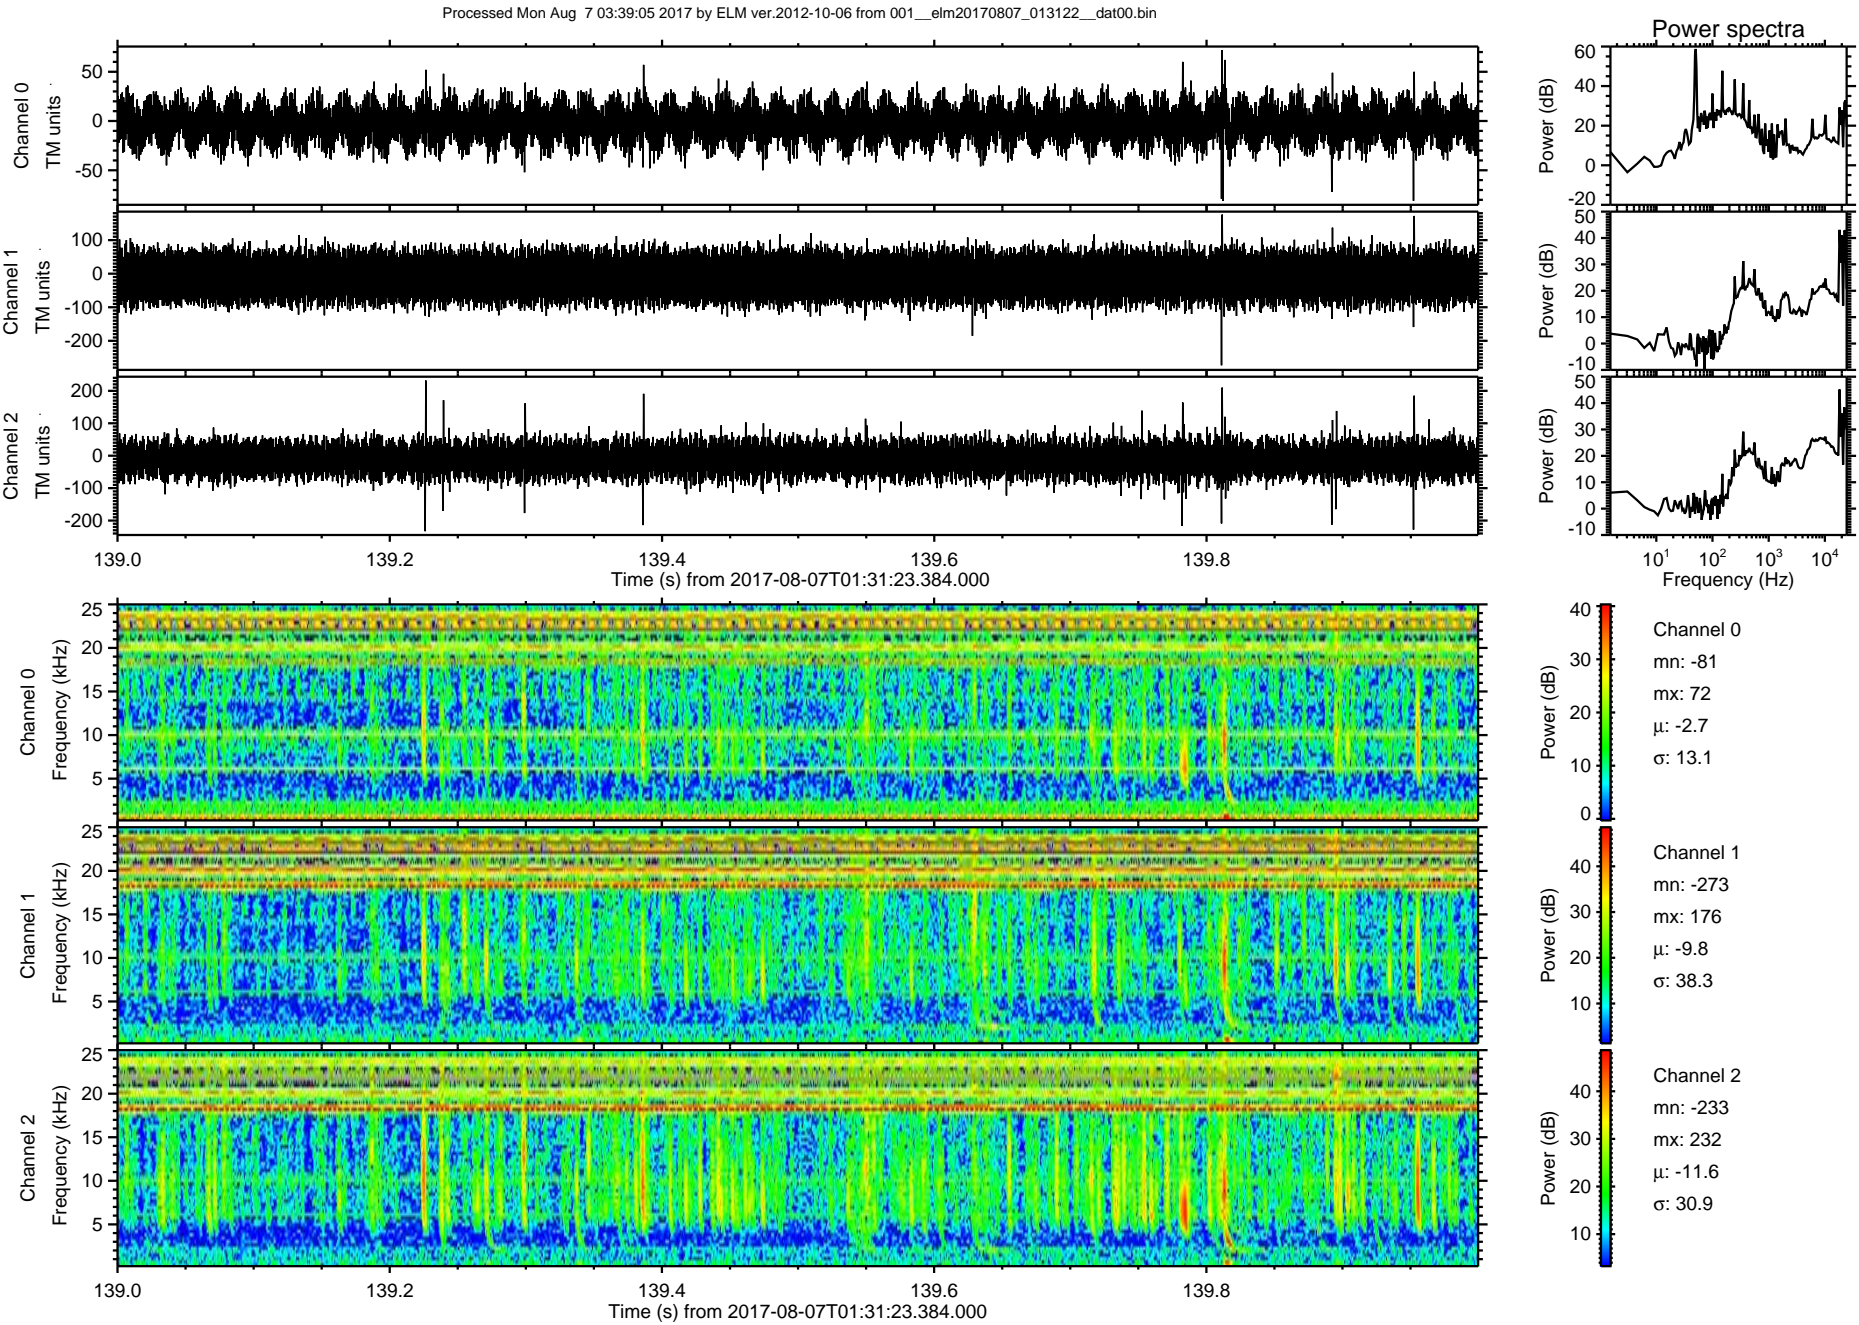 Processed Mon Aug  7 03:39:05 2017 by ELM ver.2012-10-06 from 001__elm20170807_013122__dat00.bin
Power spectra
Channel 0
TM units
50
0
-50
Power (dB)
60
40
20
0
-20
Channel 1
TM units
100
0
-100
-200
Power (dB)
50
40
30
20
10
0
-10
Channel 2
TM units
200
100
0
-100
-200
Power (dB)
50
40
30
20
10
0
-10
139.0 139.2 139.4 139.6 139.8
Time (s) from 2017-08-07T01:31:23.384.000
10¹ 10² 10³ 10⁴
Frequency (Hz)
Channel 0
Frequency (kHz)
25
20
15
10
5
Power (dB)
40
30
20
10
0
Channel 0
mn: -81
mx: 72
μ: -2.7
σ: 13.1
Channel 1
Frequency (kHz)
25
20
15
10
5
Power (dB)
40
30
20
10
Channel 1
mn: -273
mx: 176
μ: -9.8
σ: 38.3
Channel 2
Frequency (kHz)
25
20
15
10
5
Power (dB)
40
30
20
10
Channel 2
mn: -233
mx: 232
μ: -11.6
σ: 30.9
139.0 139.2 139.4 139.6 139.8
Time (s) from 2017-08-07T01:31:23.384.000